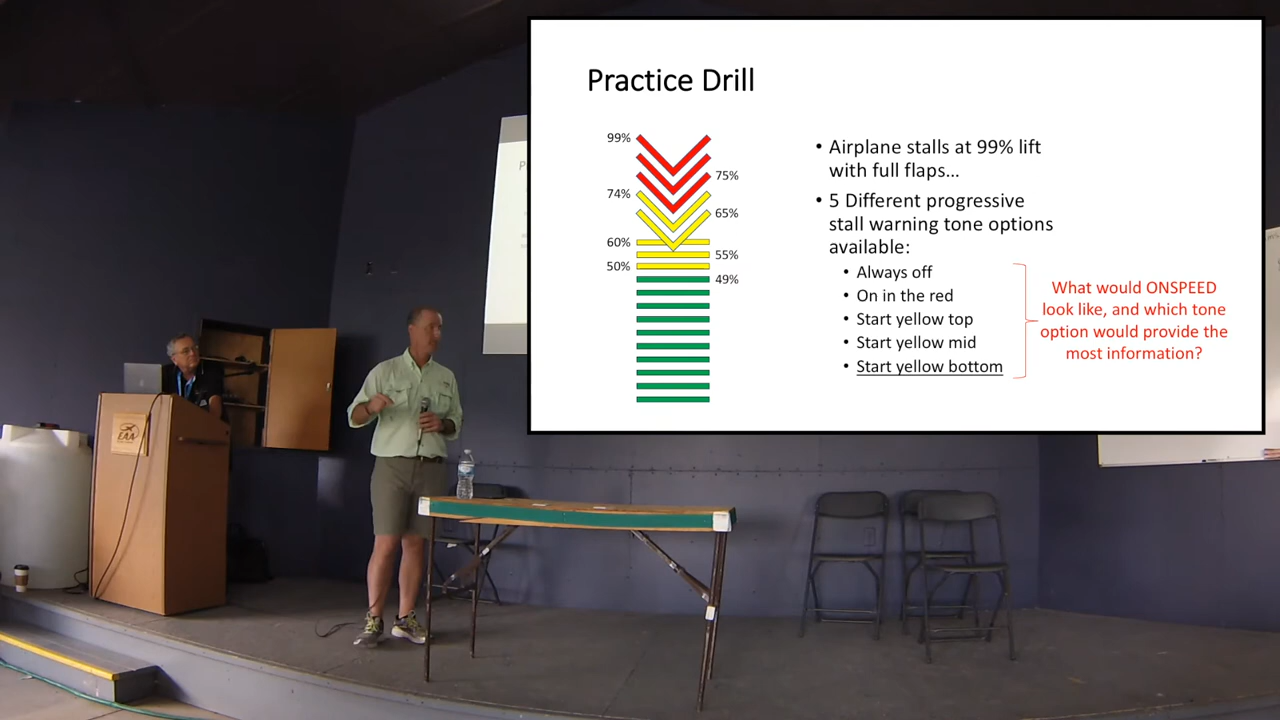 Practice Drill
99%
75%
74%
65%
60%
55%
50%
49%
• Airplane stalls at 99% lift
with full flaps...
• 5 Different progressive
stall warning tone options
available:
• Always off
• On in the red
• Start yellow top
• Start yellow mid
• Start yellow bottom
What would ONSPEED
look like, and which tone
option would provide the
most information?
EAA